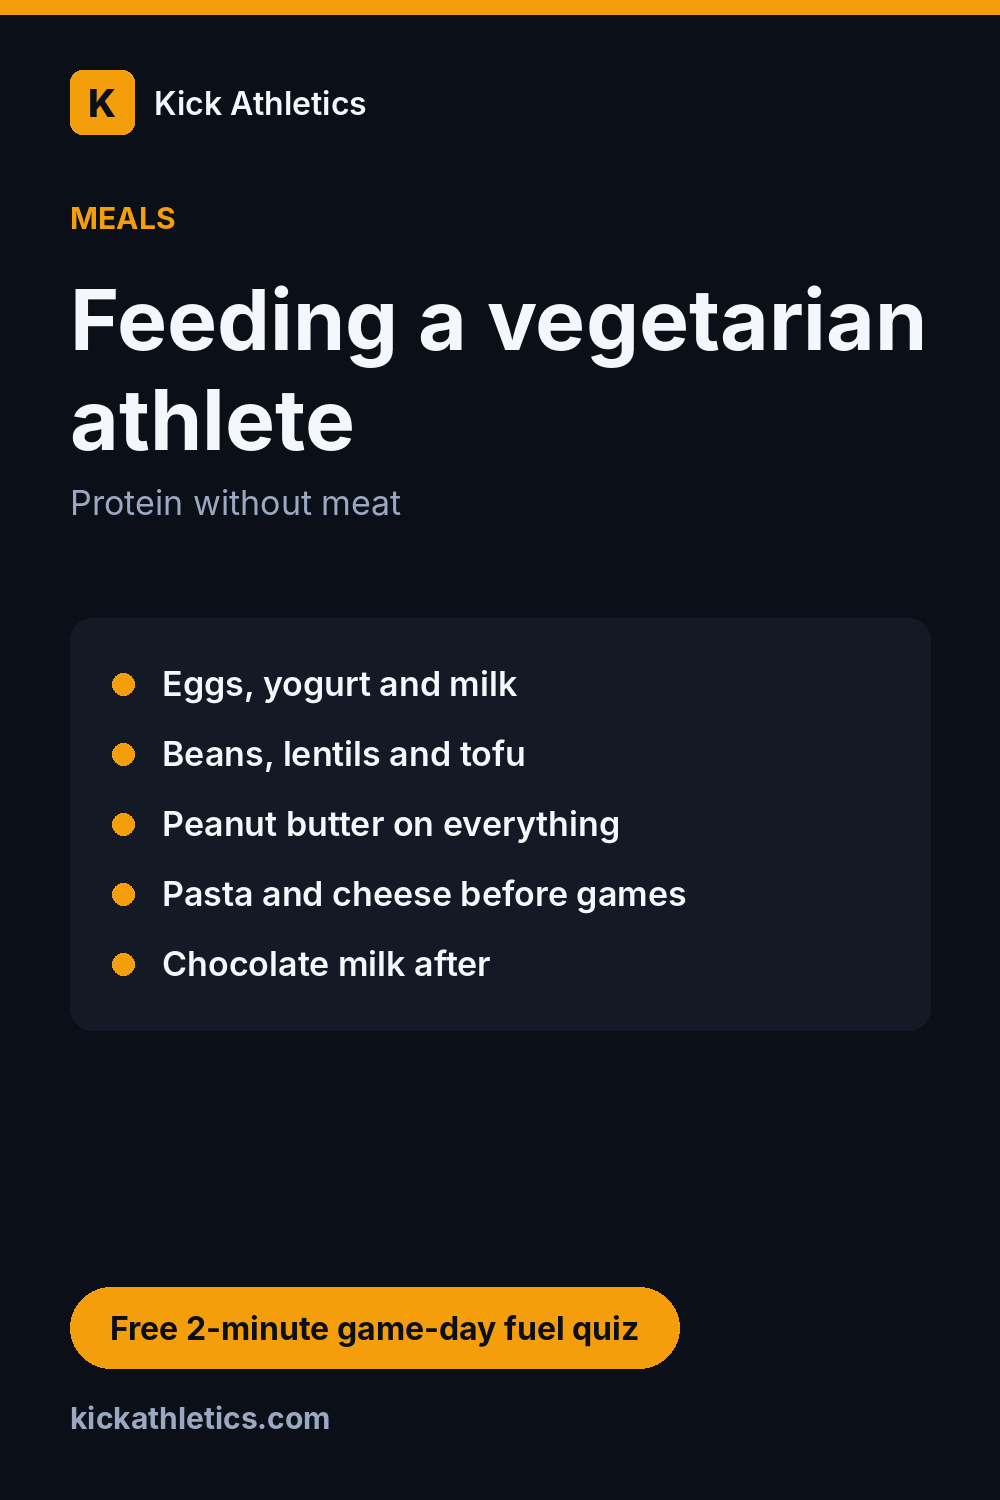 K
Kick Athletics
MEALS
Feeding a vegetarian
athlete
Protein without meat
Eggs, yogurt and milk
Beans, lentils and tofu
Peanut butter on everything
Pasta and cheese before games
Chocolate milk after
Free 2-minute game-day fuel quiz
kickathletics.com